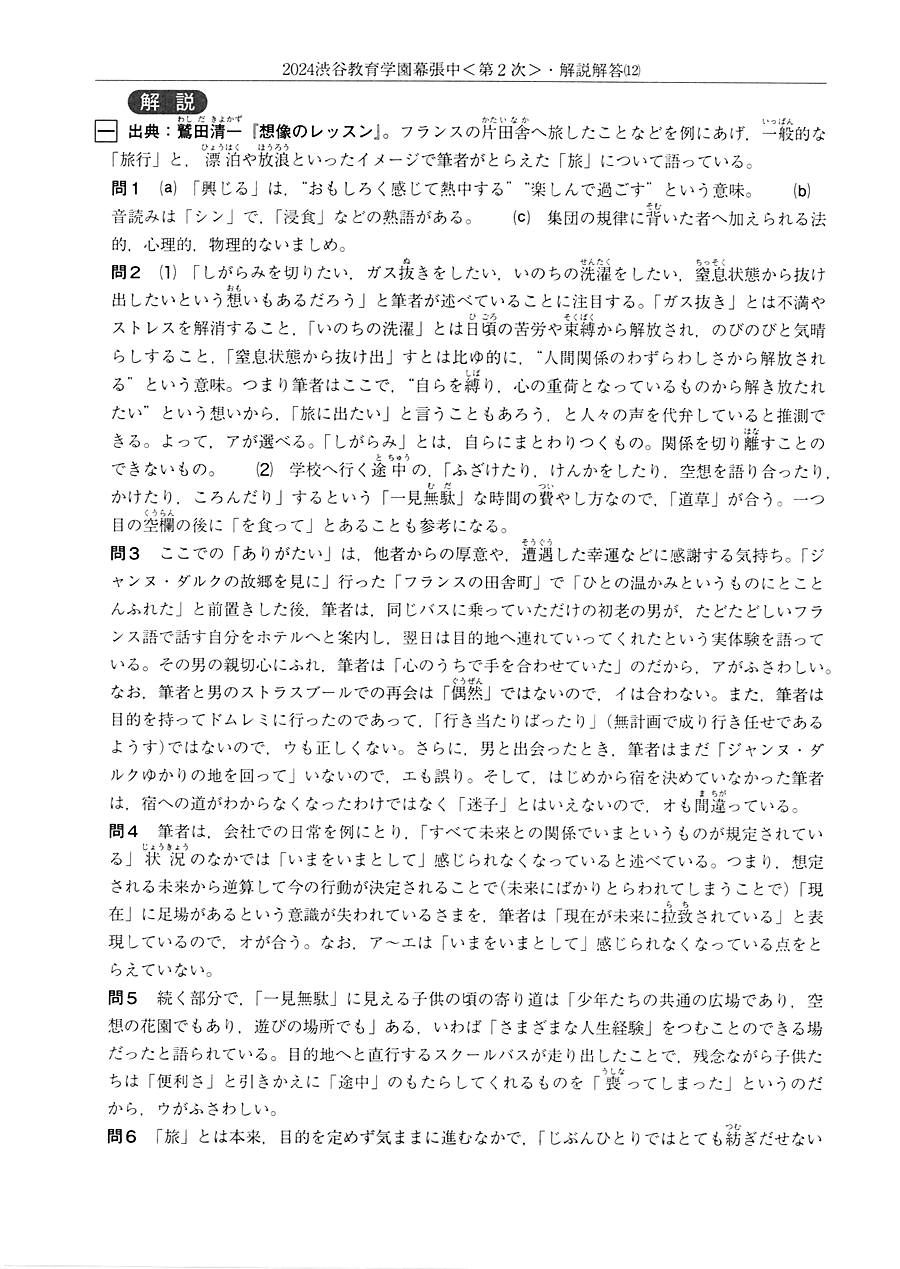 2024渋谷教育学園幕張中＜第2次＞・解説解答⑿
解説
一 出典：鷲田清一『想像のレッスン』。フランスの片田舎へ旅したことなどを例にあげ，一般的な
「旅行」と，漂泊や放浪といったイメージで筆者がとらえた「旅」について語っている。
問1 (a) 「興じる」は，“おもしろく感じて熱中する” “楽しんで過ごす” という意味。 (b)
音読みは「シン」で，「浸食」などの熟語がある。 (c) 集団の規律に背いた者へ加えられる法
的，心理的，物理的ないましめ。
問2 (1) 「しがらみを切りたい，ガス抜きをしたい，いのちの洗濯をしたい，窒息状態から抜け
出したいという想いもあるだろう」と筆者が述べていることに注目する。「ガス抜き」とは不満や
ストレスを解消すること，「いのちの洗濯」とは日頃の苦労や束縛から解放され，のびのびと気晴
らしすること，「窒息状態から抜け出」すとは比ゆ的に，“人間関係のわずらわしさから解放され
る” という意味。つまり筆者はここで，“自らを縛り，心の重荷となっているものから解き放たれ
たい” という想いから，「旅に出たい」と言うこともあろう，と人々の声を代弁していると推測で
きる。よって，アが選べる。「しがらみ」とは，自らにまとわりつくもの。関係を切り離すことの
できないもの。 (2) 学校へ行く途中の，「ふざけたり，けんかをしたり，空想を語り合ったり，
かけたり，ころんだり」するという「一見無駄」な時間の費やし方なので，「道草」が合う。一つ
目の空欄の後に「を食って」とあることも参考になる。
問3 ここでの「ありがたい」は，他者からの厚意や，遭遇した幸運などに感謝する気持ち。「ジ
ャンヌ・ダルクの故郷を見に」行った「フランスの田舎町」で「ひとの温かみというものにとこと
んふれた」と前置きした後，筆者は，同じバスに乗っていただけの初老の男が，たどたどしいフラ
ンス語で話す自分をホテルへと案内し，翌日は目的地へ連れていってくれたという実体験を語って
いる。その男の親切心にふれ，筆者は「心のうちで手を合わせていた」のだから，アがふさわしい。
なお，筆者と男のストラスブールでの再会は「偶然」ではないので，イは合わない。また，筆者は
目的を持ってドムレミに行ったのであって，「行き当たりばったり」(無計画で成り行き任せである
ようす)ではないので，ウも正しくない。さらに，男と出会ったとき，筆者はまだ「ジャンヌ・ダ
ルクゆかりの地を回って」いないので，エも誤り。そして，はじめから宿を決めていなかった筆者
は，宿への道がわからなくなったわけではなく「迷子」とはいえないので，オも間違っている。
問4 筆者は，会社での日常を例にとり，「すべて未来との関係でいまというものが規定されてい
る」状況のなかでは「いまをいまとして」感じられなくなっていると述べている。つまり，想定
される未来から逆算して今の行動が決定されることで(未来にばかりとらわれてしまうことで)「現
在」に足場があるという意識が失われているさまを，筆者は「現在が未来に拉致されている」と表
現しているので，オが合う。なお，ア〜エは「いまをいまとして」感じられなくなっている点をと
らえていない。
問5 続く部分で，「一見無駄」に見える子供の頃の寄り道は「少年たちの共通の広場であり，空
想の花園でもあり，遊びの場所でも」ある，いわば「さまざまな人生経験」をつむことのできる場
だったと語られている。目的地へと直行するスクールバスが走り出したことで，残念ながら子供た
ちは「便利さ」と引きかえに「途中」のもたらしてくれるものを「喪ってしまった」というのだ
から，ウがふさわしい。
問6 「旅」とは本来，目的を定めず気ままに進むなかで，「じぶんひとりではとても紡ぎだせない